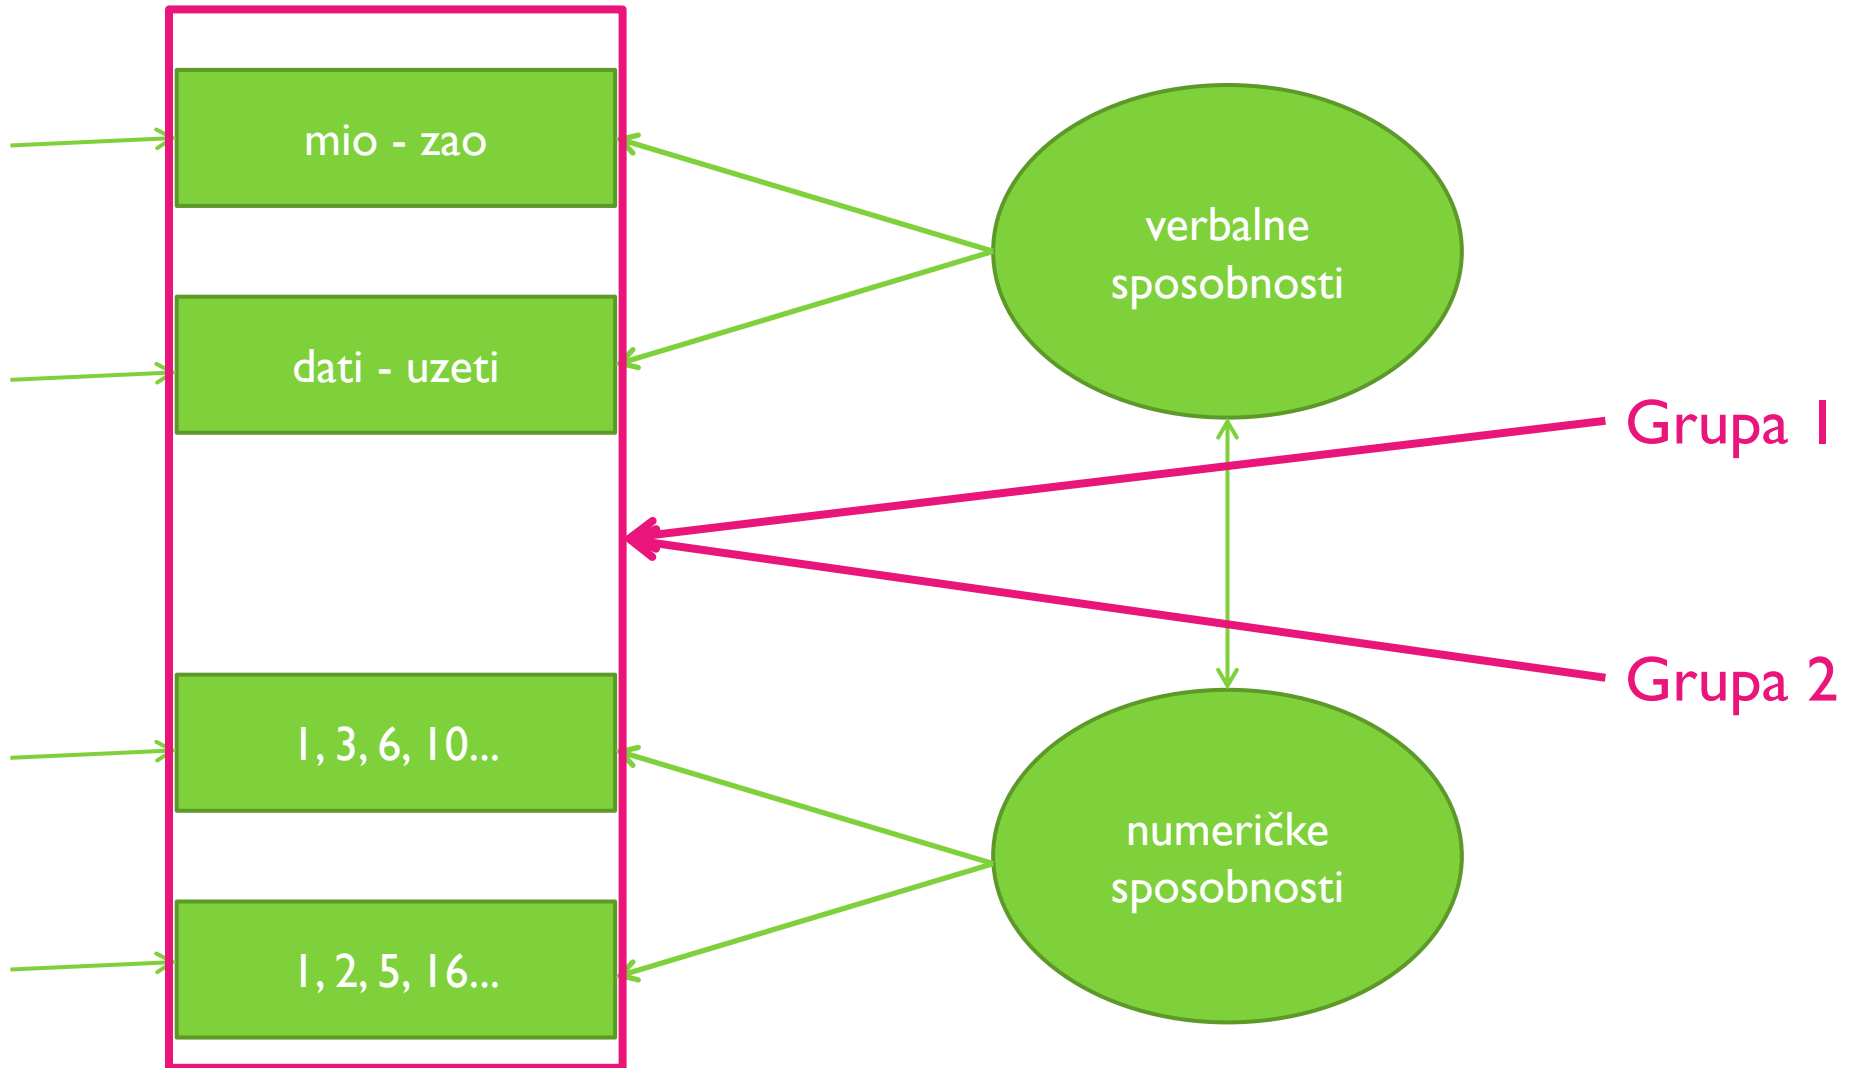 mio - zao
verbalne
sposobnosti
dati - uzeti
Grupa 1
Grupa 2
1, 3, 6, 10...
numeričke
sposobnosti
1, 2, 5, 16...